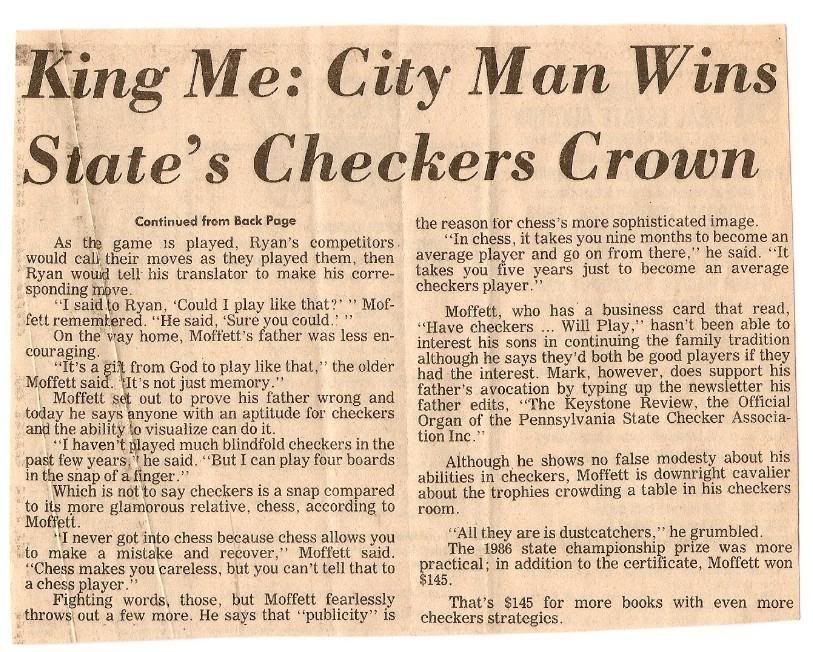 King Me: City Man Wins
State's Checkers Crown
Continued from Back Page
As the game is played, Ryan's competitors
would call their moves as they played them, then
Ryan would tell his translator to make his corre-
sponding move.
"I said to Ryan, 'Could I play like that?' " Mof-
fett remembered. "He said, 'Sure you could.' "
On the way home, Moffett's father was less en-
couraging.
"It's a gift from God to play like that," the older
Moffett said. "It's not just memory."
Moffett set out to prove his father wrong and
today he says anyone with an aptitude for checkers
and the ability to visualize can do it.
"I haven't played much blindfold checkers in the
past few years," he said. "But I can play four boards
in the snap of a finger."
Which is not to say checkers is a snap compared
to its more glamorous relative, chess, according to
Moffett.
"I never got into chess because chess allows you
to make a mistake and recover," Moffett said.
"Chess makes you careless, but you can't tell that to
a chess player."
Fighting words, those, but Moffett fearlessly
throws out a few more. He says that "publicity" is
the reason for chess's more sophisticated image.
"In chess, it takes you nine months to become an
average player and go on from there," he said. "It
takes you five years just to become an average
checkers player."
Moffett, who has a business card that read,
"Have checkers ... Will Play," hasn't been able to
interest his sons in continuing the family tradition
although he says they'd both be good players if they
had the interest. Mark, however, does support his
father's avocation by typing up the newsletter his
father edits, "The Keystone Review, the Official
Organ of the Pennsylvania State Checker Associa-
tion Inc."
Although he shows no false modesty about his
abilities in checkers, Moffett is downright cavalier
about the trophies crowding a table in his checkers
room.
"All they are is dustcatchers," he grumbled.
The 1986 state championship prize was more
practical; in addition to the certificate, Moffett won
$145.
That's $145 for more books with even more
checkers strategies.